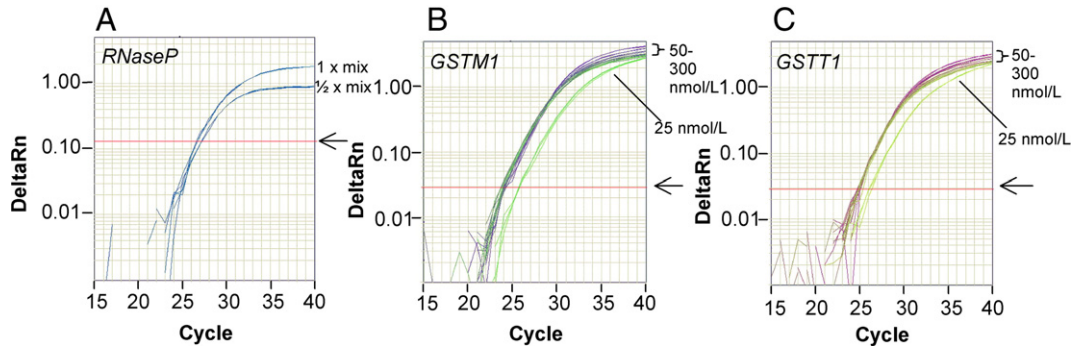 A
RNaseP
1.00
0.10
0.01
DeltaRn
1 x mix
½ x mix
15 20 25 30 35 40
Cycle
B
GSTM1
1.00
0.10
0.01
DeltaRn
50-
300
nmol/L
25 nmol/L
15 20 25 30 35 40
Cycle
C
GSTT1
1.00
0.10
0.01
DeltaRn
50-
300
nmol/L
25 nmol/L
15 20 25 30 35 40
Cycle